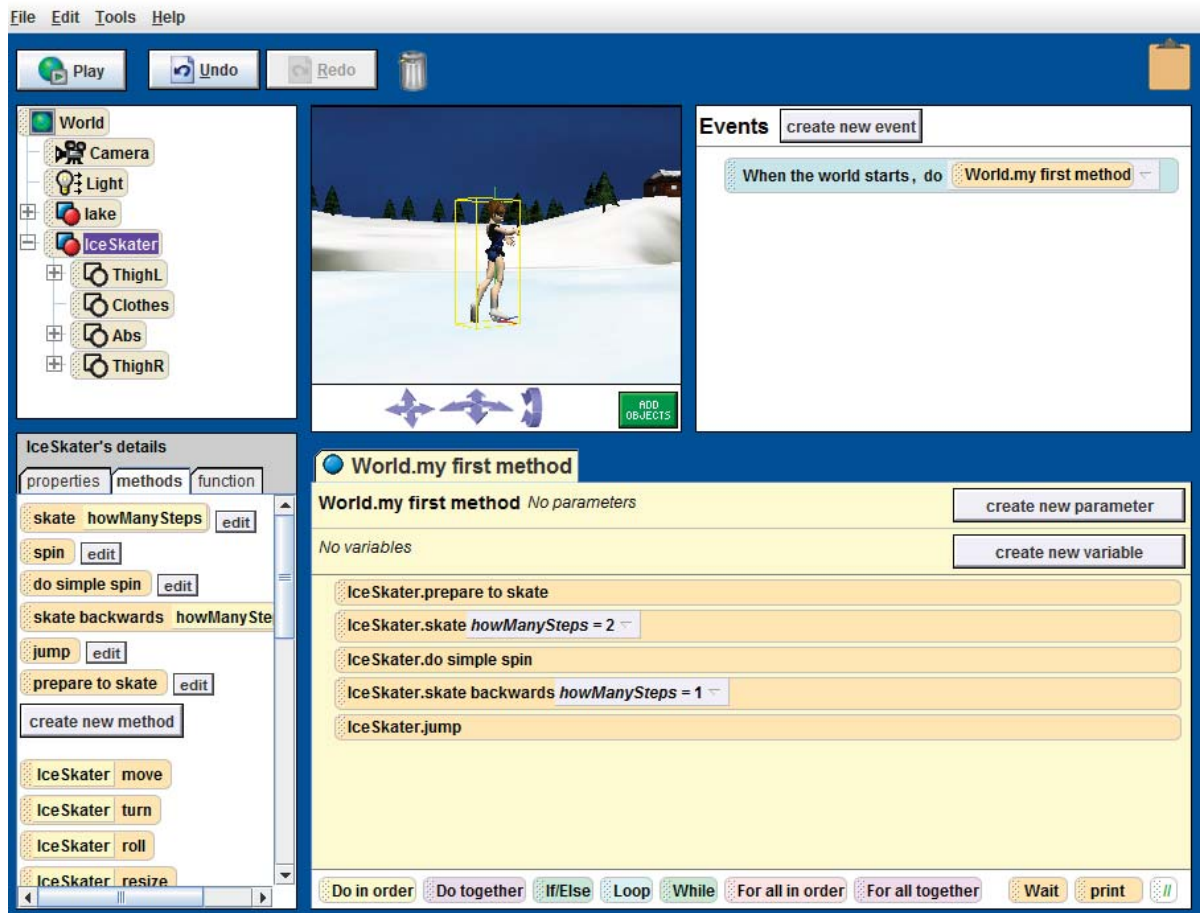 File Edit Tools Help
Play Undo Redo
World
Camera
Light
lake
IceSkater
ThighL
Clothes
Abs
ThighR
ADD
OBJECTS
Events create new event
When the world starts, do World.my first method
IceSkater's details
properties methods function
skate howManySteps edit
spin edit
do simple spin edit
skate backwards howManySte
jump edit
prepare to skate edit
create new method
IceSkater move
IceSkater turn
IceSkater roll
IceSkater resize
World.my first method
World.my first method No parameters create new parameter
No variables create new variable
IceSkater.prepare to skate
IceSkater.skate howManySteps = 2
IceSkater.do simple spin
IceSkater.skate backwards howManySteps = 1
IceSkater.jump
Do in order Do together If/Else Loop While For all in order For all together Wait print //